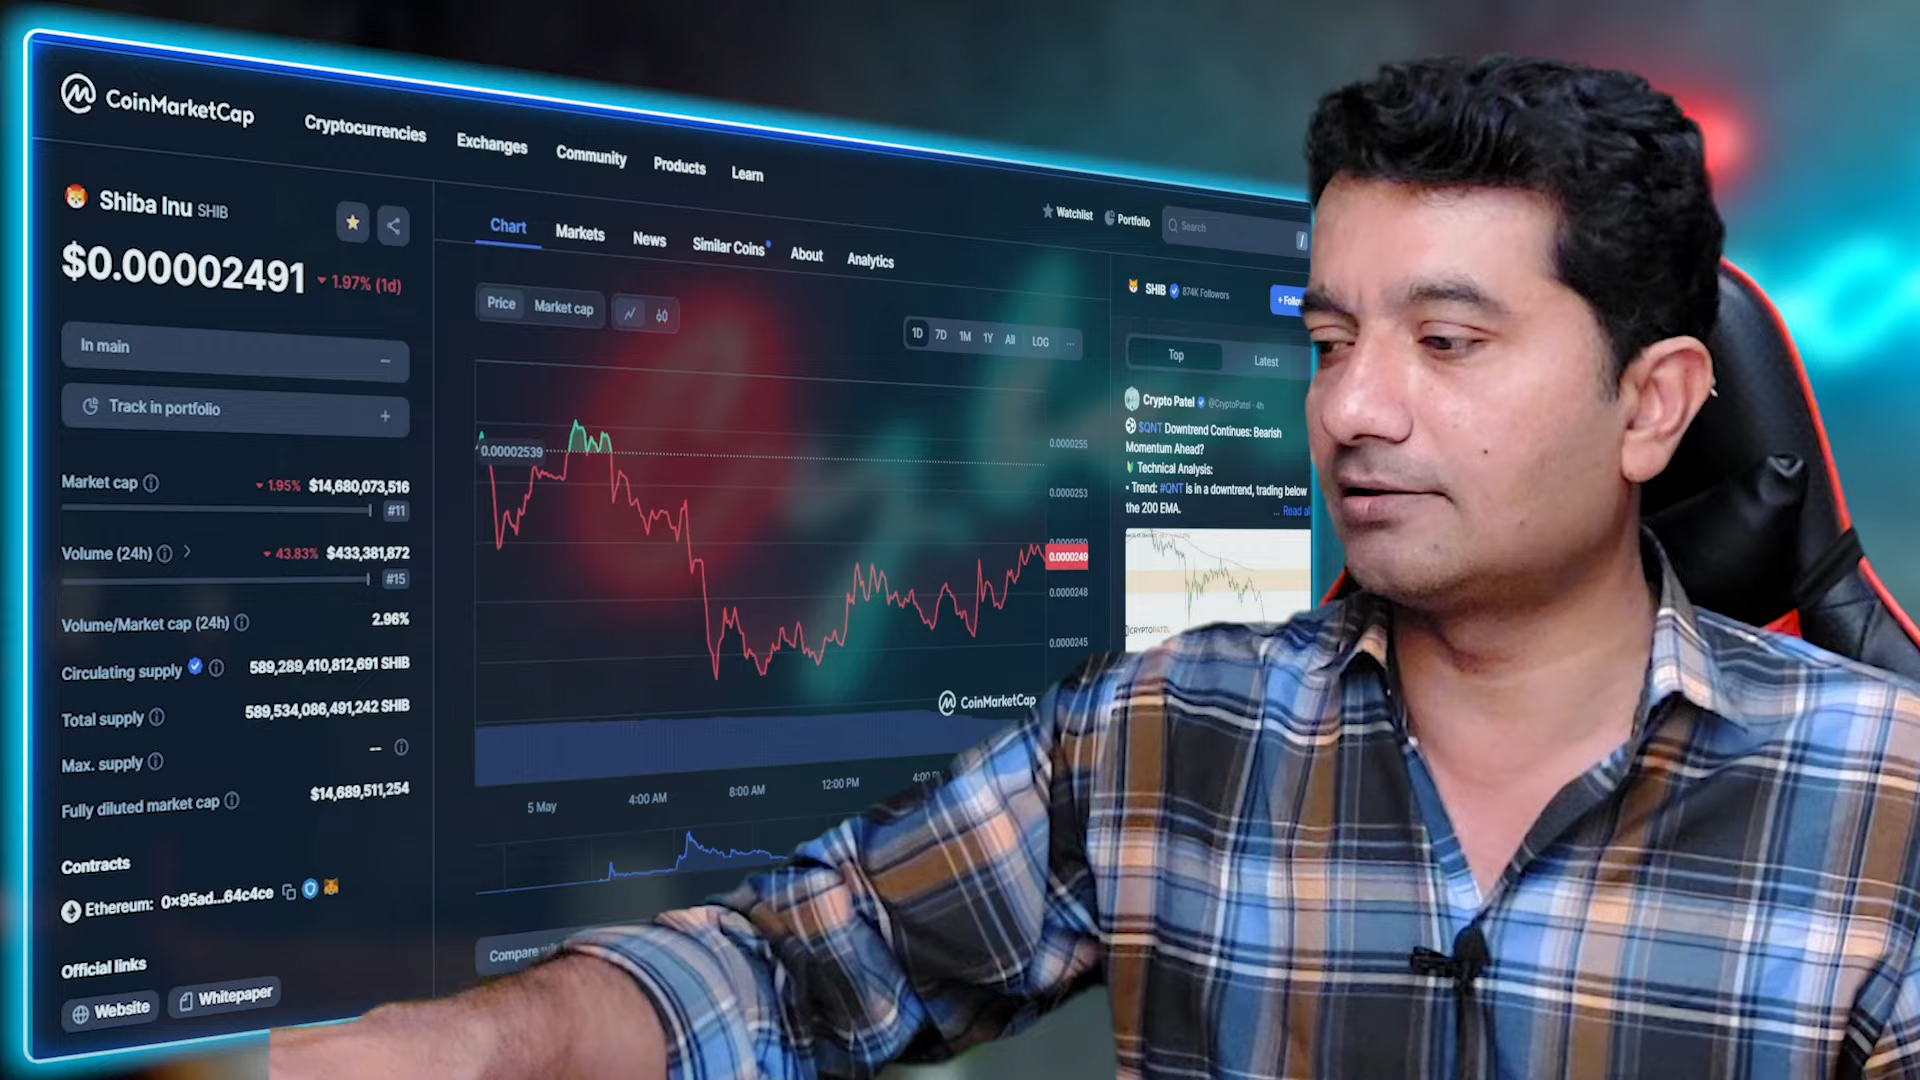 CoinMarketCap
Cryptocurrencies
Exchanges
Community
Products
Learn
Watchlist
Portfolio
Search
/
Shiba Inu SHIB
$0.00002491
1.97% (1d)
In main
Track in portfolio
+
Market cap
1.95% $14,680,073,516
#11
Volume (24h)
43.83% $433,381,872
#15
Volume/Market cap (24h)
2.96%
Circulating supply
589,289,410,812,691 SHIB
Total supply
589,534,086,491,242 SHIB
Max. supply
--
Fully diluted market cap
$14,689,511,254
Contracts
Ethereum: 0x95ad...64c4ce
Official links
Website
Whitepaper
Chart
Markets
News
Similar Coins
About
Analytics
Price
Market cap
1D
7D
1M
1Y
All
LOG
...
0.00002539
0.0000255
0.0000253
0.0000249
0.0000248
0.0000245
CoinMarketCap
5 May
4:00 AM
8:00 AM
12:00 PM
4:00
Compare
SHIB 874K Followers
Top
Latest
Crypto Patel @CryptoPatel · 4h
$QNT Downtrend Continues: Bearish
Momentum Ahead?
Technical Analysis:
• Trend: #QNT is in a downtrend, trading below
the 200 EMA.
... Read